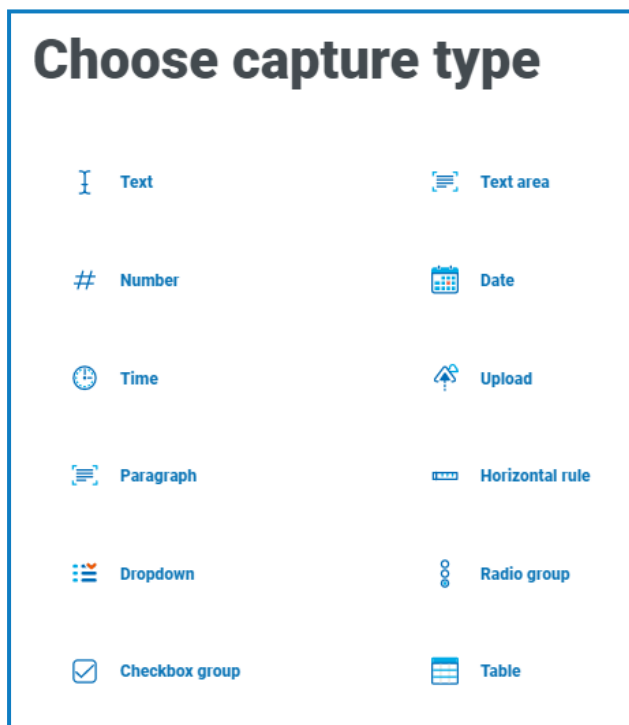 Choose capture type
Text
Text area
Number
Date
Time
Upload
Paragraph
Horizontal rule
Dropdown
Radio group
Checkbox group
Table